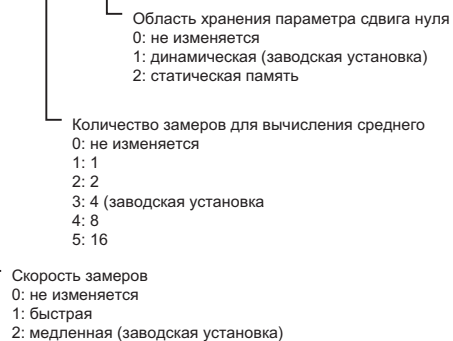 Область хранения параметра сдвига нуля
0: не изменяется
1: динамическая (заводская установка)
2: статическая память
Количество замеров для вычисления среднего
0: не изменяется
1: 1
2: 2
3: 4 (заводская установка
4: 8
5: 16
Скорость замеров
0: не изменяется
1: быстрая
2: медленная (заводская установка)